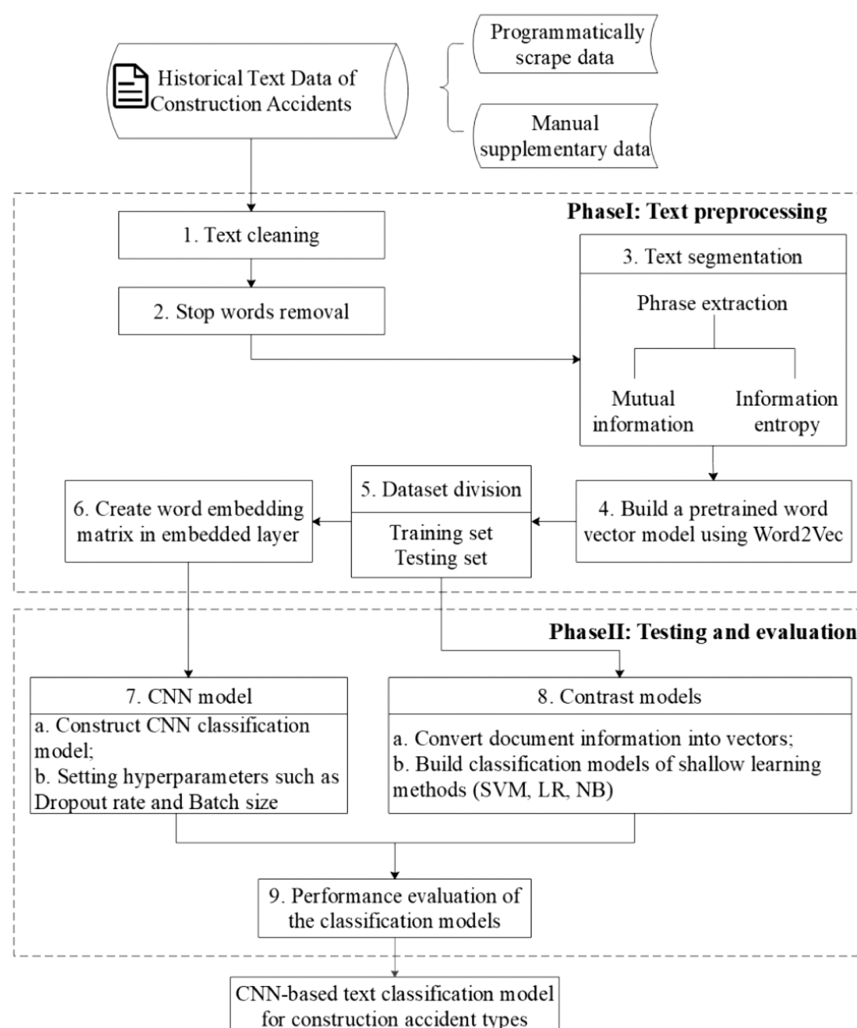 Programmatically
scrape data
Historical Text Data of
Construction Accidents
Manual
supplementary data
PhaseI: Text preprocessing
1. Text cleaning
2. Stop words removal
3. Text segmentation
Phrase extraction
Mutual
information
Information
entropy
4. Build a pretrained word
vector model using Word2Vec
5. Dataset division
Training set
Testing set
6. Create word embedding
matrix in embedded layer
PhaseII: Testing and evaluation
7. CNN model
a. Construct CNN classification
model;
b. Setting hyperparameters such as
Dropout rate and Batch size
8. Contrast models
a. Convert document information into vectors;
b. Build classification models of shallow learning
methods (SVM, LR, NB)
9. Performance evaluation of
the classification models
CNN-based text classification model
for construction accident types